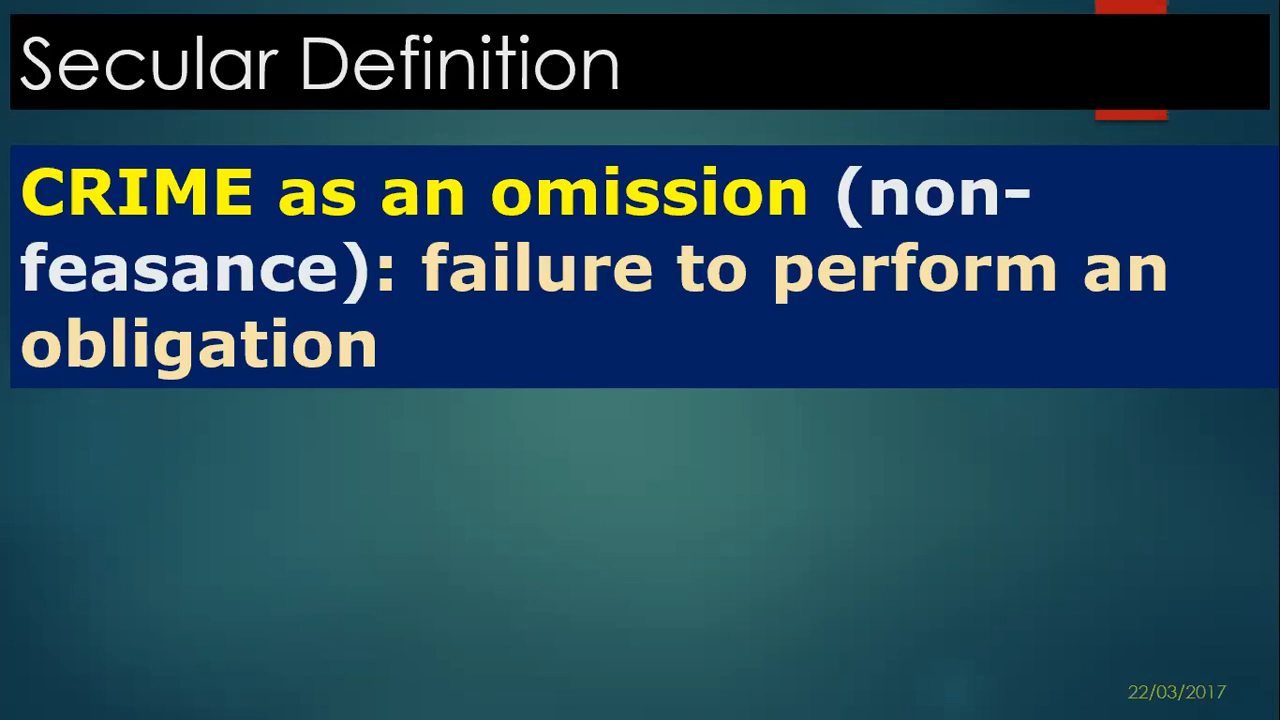 Secular Definition
CRIME as an omission (non-
feasance): failure to perform an
obligation
22/03/2017